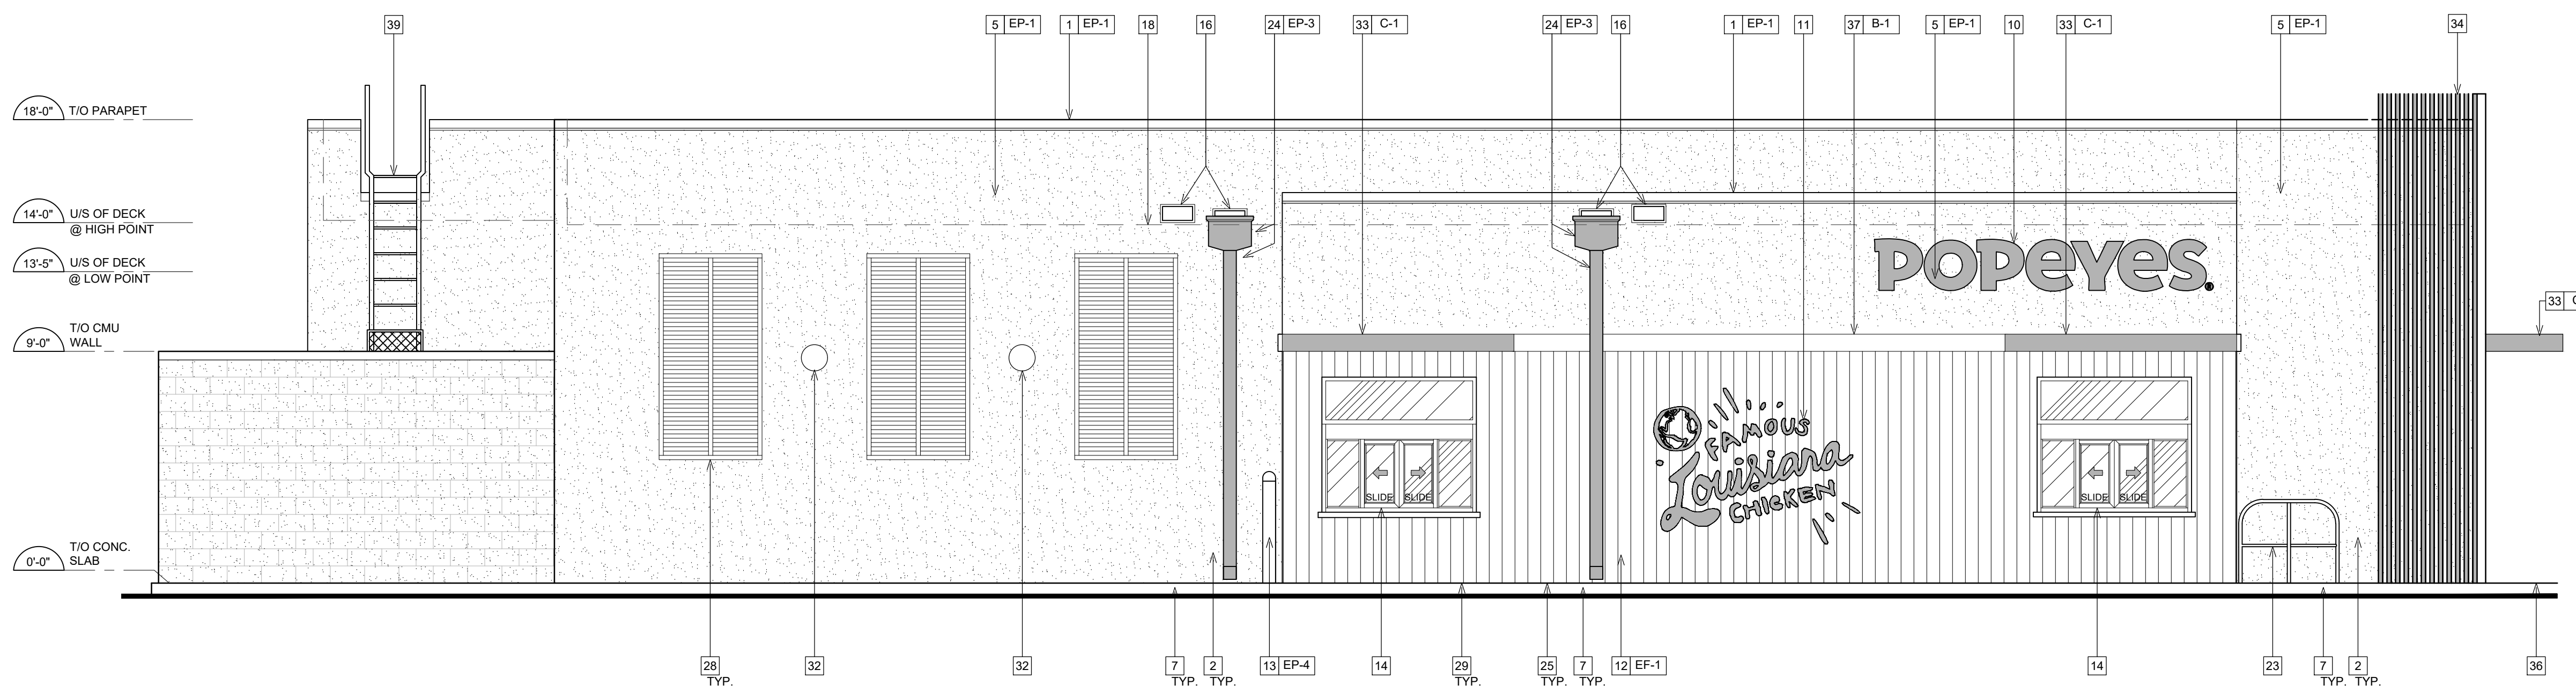 39
5 EP-1
1 EP-1
18
16
24 EP-3
33 C-1
24 EP-3
16
1 EP-1
11
37 B-1
5 EP-1
10
33 C-1
5 EP-1
34
18'-0" T/O PARAPET
14'-0" U/S OF DECK
@ HIGH POINT
13'-5" U/S OF DECK
@ LOW POINT
POPEYES ®
33
9'-0" T/O CMU
WALL
FAMOUS
Louisiana
CHICKEN
SLIDE SLIDE
SLIDE SLIDE
0'-0" T/O CONC.
SLAB
28
TYP.
32
32
7
TYP.
2
TYP.
13 EP-4
14
29
TYP.
25
TYP.
7
TYP.
12 EF-1
14
23
7
TYP.
2
TYP.
36